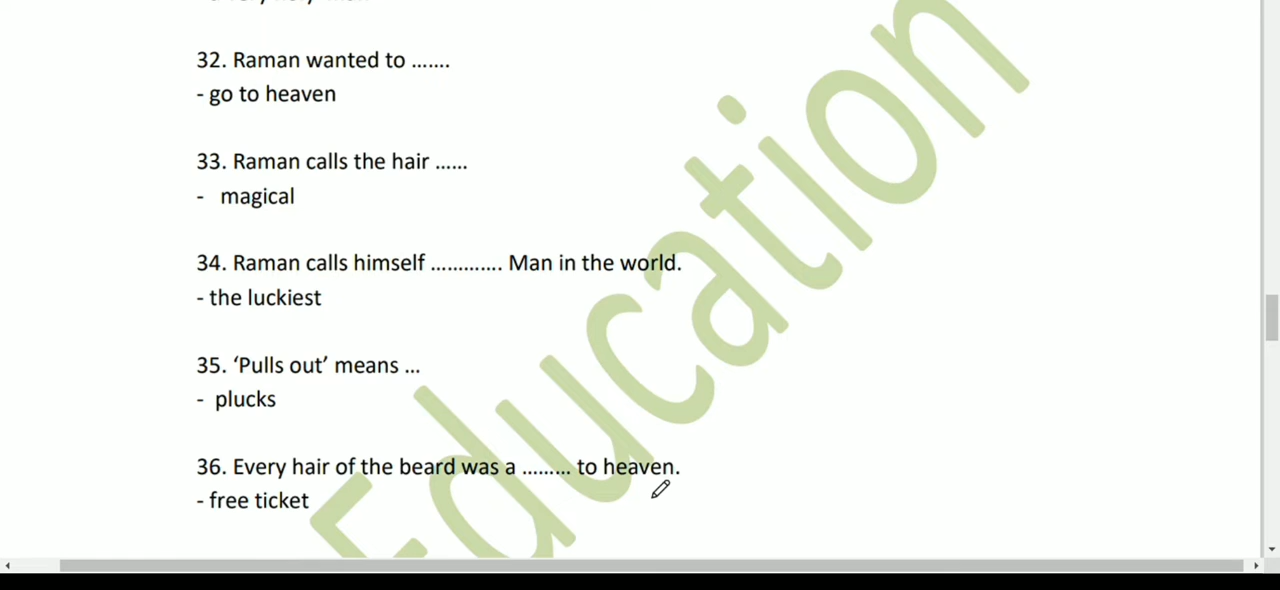 32. Raman wanted to .......
- go to heaven
33. Raman calls the hair ......
- magical
34. Raman calls himself ............. Man in the world.
- the luckiest
35. ‘Pulls out’ means ...
- plucks
36. Every hair of the beard was a ......... to heaven.
- free ticket
Education